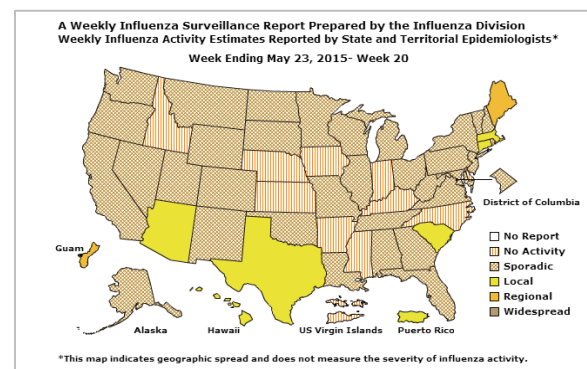 A Weekly Influenza Surveillance Report Prepared by the Influenza Division
Weekly Influenza Activity Estimates Reported by State and Territorial Epidemiologists*
Week Ending May 23, 2015- Week 20
District of Columbia
Guam
No Report
No Activity
Sporadic
Local
Regional
Widespread
Alaska
Hawaii
US Virgin Islands
Puerto Rico
*This map indicates geographic spread and does not measure the severity of influenza activity.